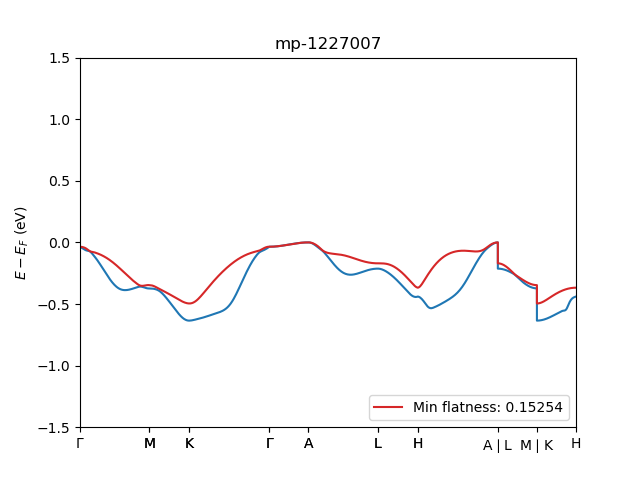 mp-1227007
1.5
1.0
0.5
0.0
−0.5
−1.0
−1.5
E − E_F (eV)
Min flatness: 0.15254
Γ M K Γ A L H A | L M | K H